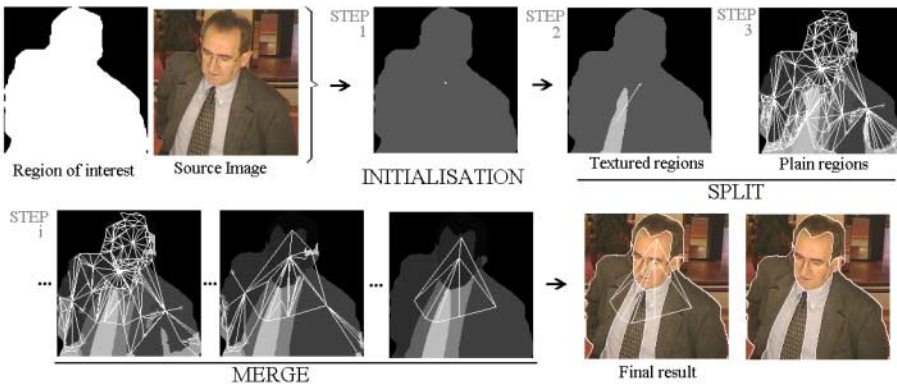 STEP
1
STEP
2
STEP
3
Region of interest
Source Image
INITIALISATION
Textured regions
Plain regions
SPLIT
STEP
i
...
...
...
MERGE
Final result